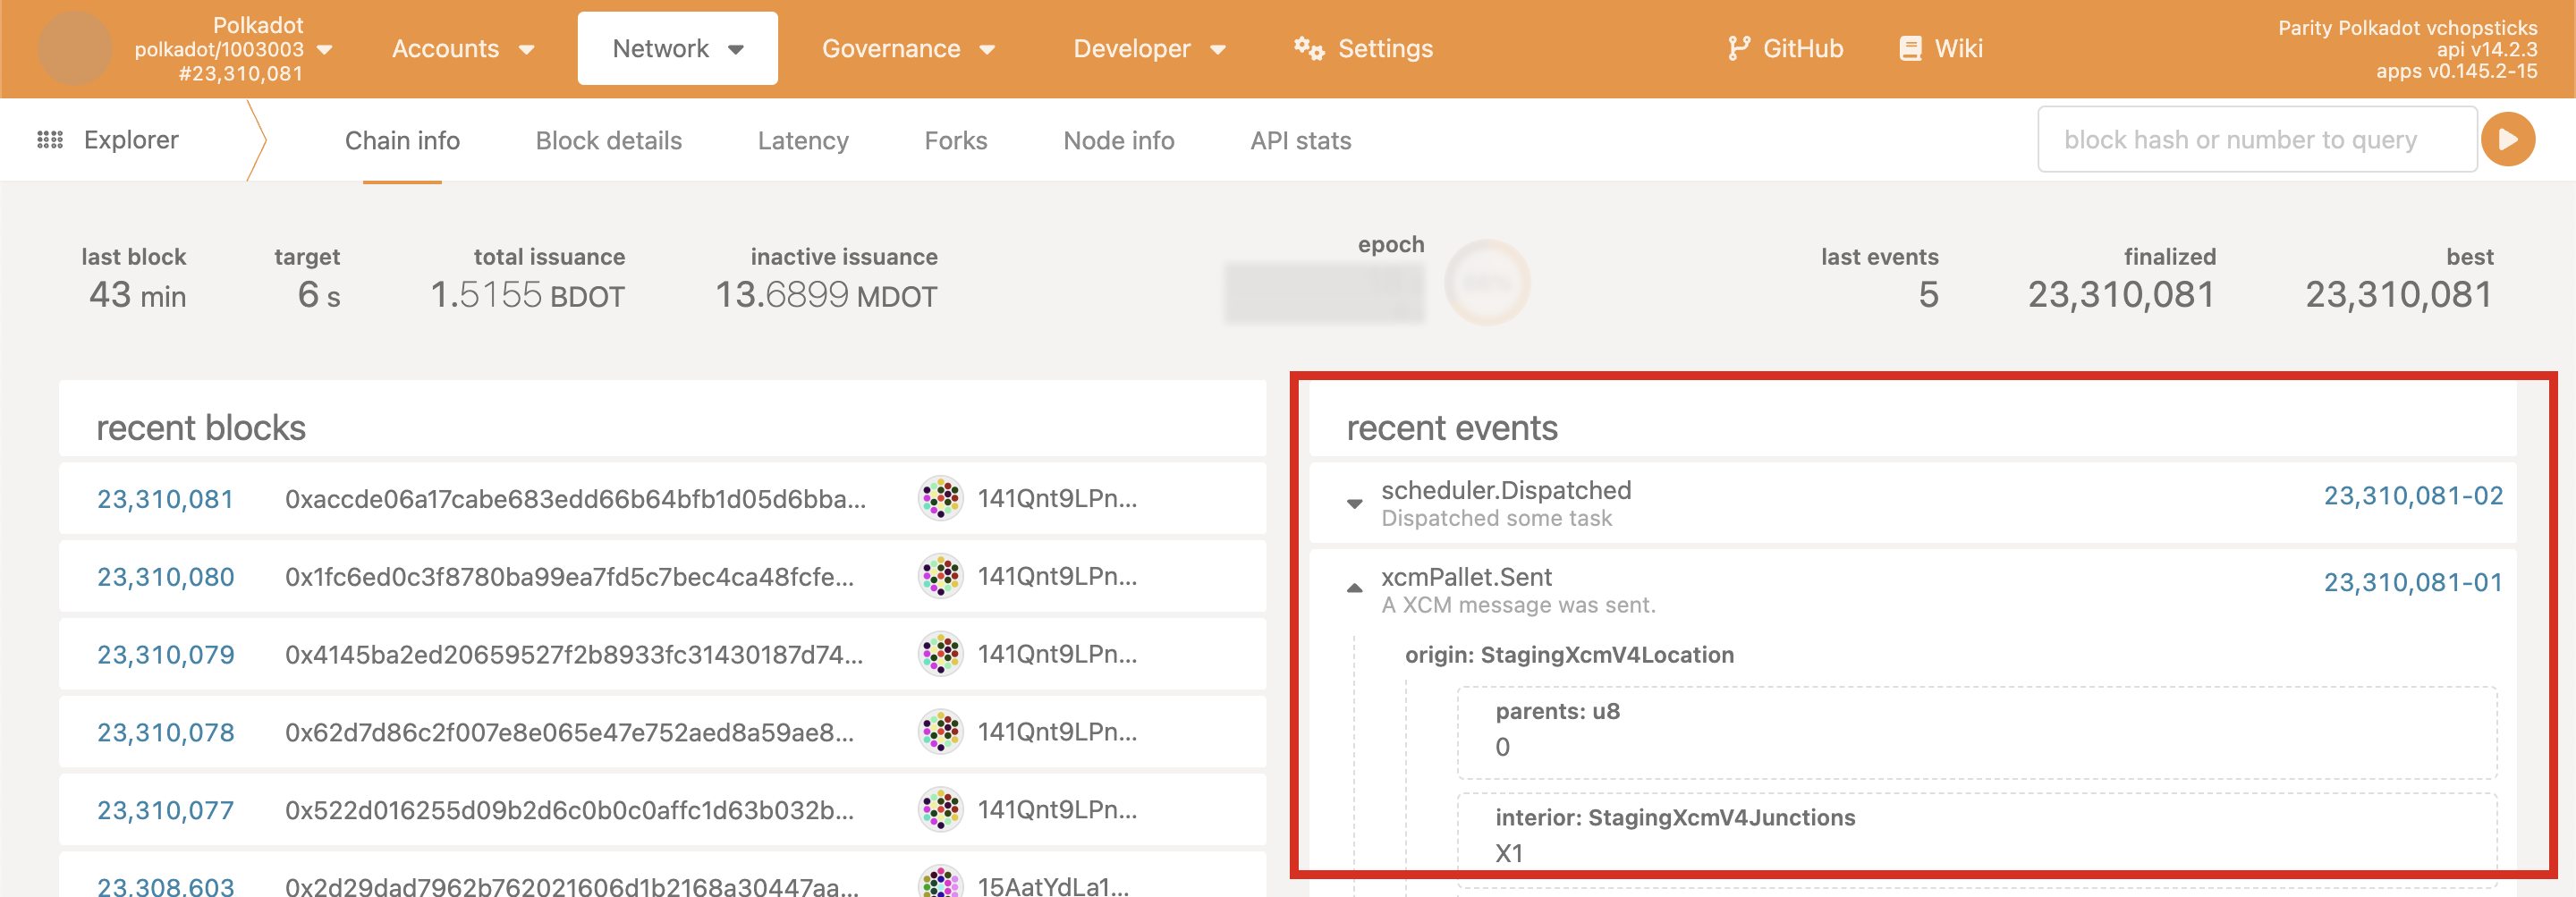 Polkadot
polkadot/1003003
#23,310,081
Accounts
Network
Governance
Developer
Settings
GitHub
Wiki
Parity Polkadot vchopsticks
api v14.2.3
apps v0.145.2-15
Explorer
Chain info
Block details
Latency
Forks
Node info
API stats
block hash or number to query
last block
43 min
target
6 s
total issuance
1.5155 BDOT
inactive issuance
13.6899 MDOT
epoch
last events
5
finalized
23,310,081
best
23,310,081
recent blocks
23,310,081 0xaccde06a17cabe683edd66b64bfb1d05d6bba... 141Qnt9LPn...
23,310,080 0x1fc6ed0c3f8780ba99ea7fd5c7bec4ca48fcfe... 141Qnt9LPn...
23,310,079 0x4145ba2ed20659527f2b8933fc31430187d74... 141Qnt9LPn...
23,310,078 0x62d7d86c2f007e8e065e47e752aed8a59ae8... 141Qnt9LPn...
23,310,077 0x522d016255d09b2d6c0b0c0affc1d63b032b... 141Qnt9LPn...
23,308,603 0x2d29dad7962b762021606d1b2168a30447aa... 15AatYdLa1...
recent events
scheduler.Dispatched
Dispatched some task
23,310,081-02
xcmPallet.Sent
A XCM message was sent.
23,310,081-01
origin: StagingXcmV4Location
parents: u8
0
interior: StagingXcmV4Junctions
X1